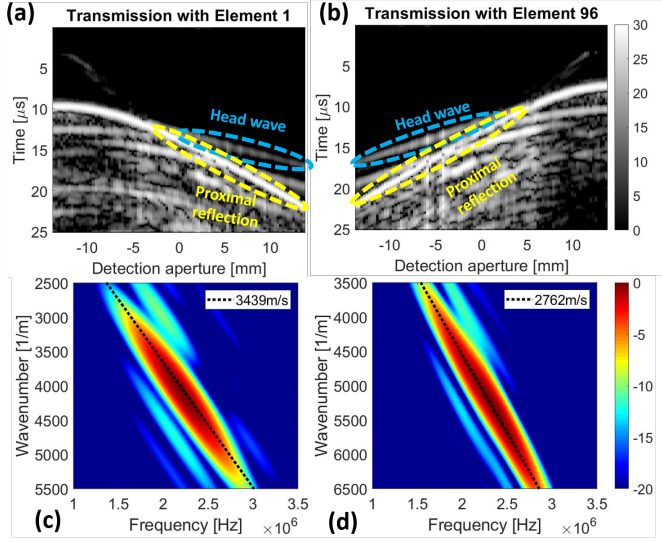 (a) Transmission with Element 1
(b) Transmission with Element 96
Time [μs]
5
10
15
20
25
Head wave
Proximal
reflection
-10 -5 0 5 10
Detection aperture [mm]
Time [μs]
5
10
15
20
25
Head wave
Proximal
reflection
-10 -5 0 5 10
Detection aperture [mm]
30
25
20
15
10
5
0
Wavenumber [1/m]
2500
3000
3500
4000
4500
5000
5500
3439m/s
(c)
1 1.5 2 2.5 3 3.5
Frequency [Hz] ×10⁶
Wavenumber [1/m]
3500
4000
4500
5000
5500
6000
6500
2762m/s
(d)
1 1.5 2 2.5 3 3.5
Frequency [Hz] ×10⁶
0
-5
-10
-15
-20